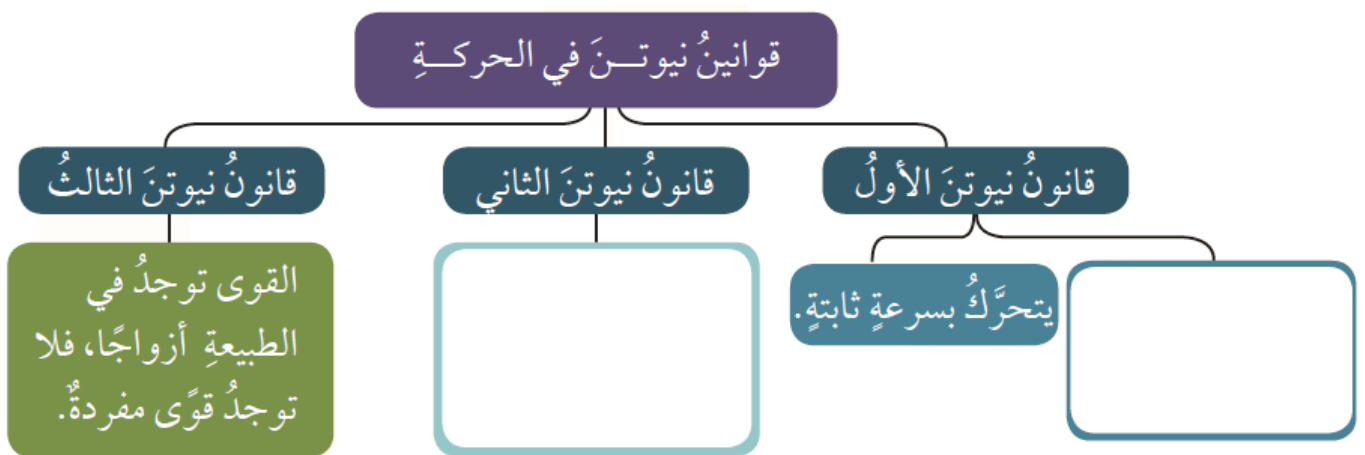 قوانينُ نيوتــنَ في الحركــةِ
قانونُ نيوتنَ الأولُ
قانونُ نيوتنَ الثاني
قانونُ نيوتنَ الثالثُ
يتحرَّكُ بسرعةٍ ثابتةٍ.
القوى توجدُ في
الطبيعةِ أزواجًا، فلا
توجدُ قوًى مفردةٌ.